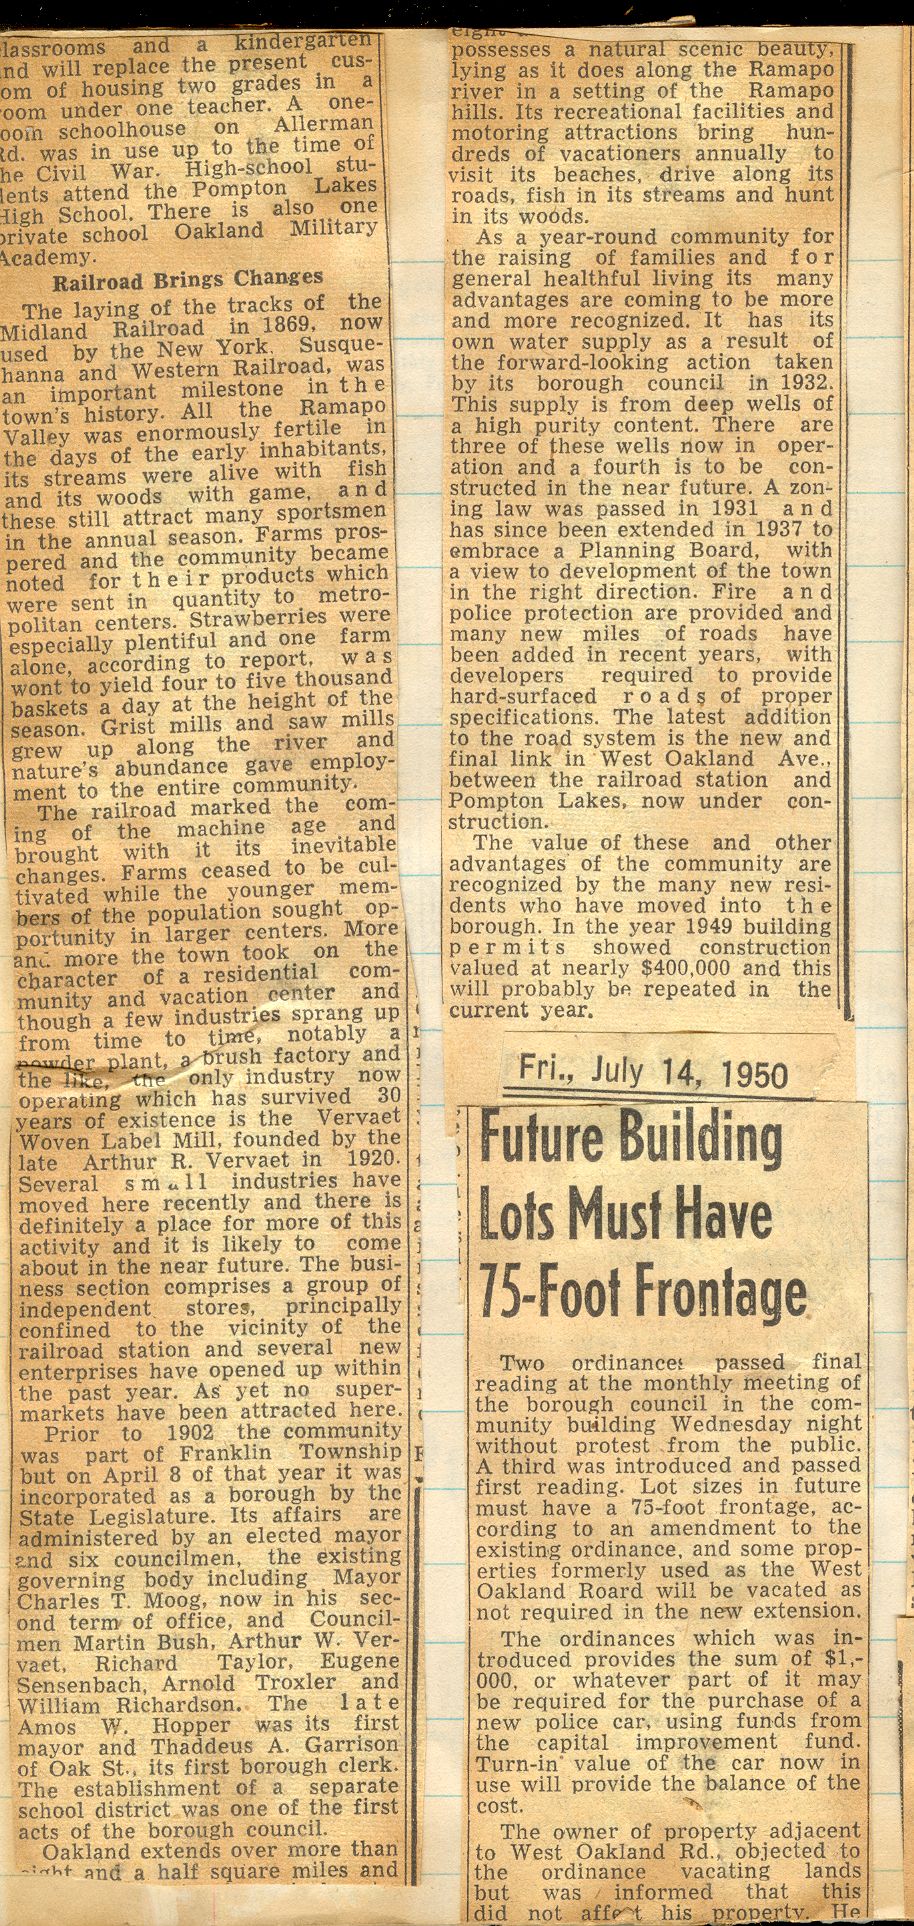 classrooms and a kindergarten
and will replace the present cus-
om of housing two grades in a
room under one teacher. A one-
oom schoolhouse on Allerman
Rd. was in use up to the time of
he Civil War. High-school stu-
dents attend the Pompton Lakes
High School. There is also one
private school Oakland Military
Academy.
Railroad Brings Changes
The laying of the tracks of the
Midland Railroad in 1869, now
used by the New York, Susque-
hanna and Western Railroad, was
an important milestone in the
town's history. All the Ramapo
Valley was enormously fertile in
the days of the early inhabitants,
its streams were alive with fish
and its woods with game, and
these still attract many sportsmen
in the annual season. Farms pros-
pered and the community became
noted for their products which
were sent in quantity to metro-
politan centers. Strawberries were
especially plentiful and one farm
alone, according to report, was
wont to yield four to five thousand
baskets a day at the height of the
season. Grist mills and saw mills
grew up along the river and
nature's abundance gave employ-
ment to the entire community.
The railroad marked the com-
ing of the machine age and
brought with it its inevitable
changes. Farms ceased to be cul-
tivated while the younger mem-
bers of the population sought op-
portunity in larger centers. More
and more the town took on the
character of a residential com-
munity and vacation center and
though a few industries sprang up
from time to time, notably a
powder plant, a brush factory and
the like, the only industry now
operating which has survived 30
years of existence is the Vervaet
Woven Label Mill, founded by the
late Arthur R. Vervaet in 1920.
Several small industries have
moved here recently and there is
definitely a place for more of this
activity and it is likely to come
about in the near future. The busi-
ness section comprises a group of
independent stores, principally
confined to the vicinity of the
railroad station and several new
enterprises have opened up within
the past year. As yet no super-
markets have been attracted here.
Prior to 1902 the community
was part of Franklin Township
but on April 8 of that year it was
incorporated as a borough by the
State Legislature. Its affairs are
administered by an elected mayor
and six councilmen, the existing
governing body including Mayor
Charles T. Moog, now in his sec-
ond term of office, and Council-
men Martin Bush, Arthur W. Ver-
vaet, Richard Taylor, Eugene
Sensenbach, Arnold Troxler and
William Richardson. The late
Amos W. Hopper was its first
mayor and Thaddeus A. Garrison
of Oak St., its first borough clerk.
The establishment of a separate
school district was one of the first
acts of the borough council.
Oakland extends over more than
eight and a half square miles and
possesses a natural scenic beauty,
lying as it does along the Ramapo
river in a setting of the Ramapo
hills. Its recreational facilities and
motoring attractions bring hun-
dreds of vacationers annually to
visit its beaches, drive along its
roads, fish in its streams and hunt
in its woods.
As a year-round community for
the raising of families and for
general healthful living its many
advantages are coming to be more
and more recognized. It has its
own water supply as a result of
the forward-looking action taken
by its borough council in 1932.
This supply is from deep wells of
a high purity content. There are
three of these wells now in oper-
ation and a fourth is to be con-
structed in the near future. A zon-
ing law was passed in 1931 and
has since been extended in 1937 to
embrace a Planning Board, with
a view to development of the town
in the right direction. Fire and
police protection are provided and
many new miles of roads have
been added in recent years, with
developers required to provide
hard-surfaced roads of proper
specifications. The latest addition
to the road system is the new and
final link in West Oakland Ave.,
between the railroad station and
Pompton Lakes, now under con-
struction.
The value of these and other
advantages of the community are
recognized by the many new resi-
dents who have moved into the
borough. In the year 1949 building
permits showed construction
valued at nearly $400,000 and this
will probably be repeated in the
current year.
Fri., July 14, 1950
Future Building
Lots Must Have
75-Foot Frontage
Two ordinances passed final
reading at the monthly meeting of
the borough council in the com-
munity building Wednesday night
without protest from the public.
A third was introduced and passed
first reading. Lot sizes in future
must have a 75-foot frontage, ac-
cording to an amendment to the
existing ordinance, and some prop-
erties formerly used as the West
Oakland Roard will be vacated as
not required in the new extension.
The ordinances which was in-
troduced provides the sum of $1,-
000, or whatever part of it may
be required for the purchase of a
new police car, using funds from
the capital improvement fund.
Turn-in value of the car now in
use will provide the balance of the
cost.
The owner of property adjacent
to West Oakland Rd., objected to
the ordinance vacating lands
but was informed that this
did not affect his property. He